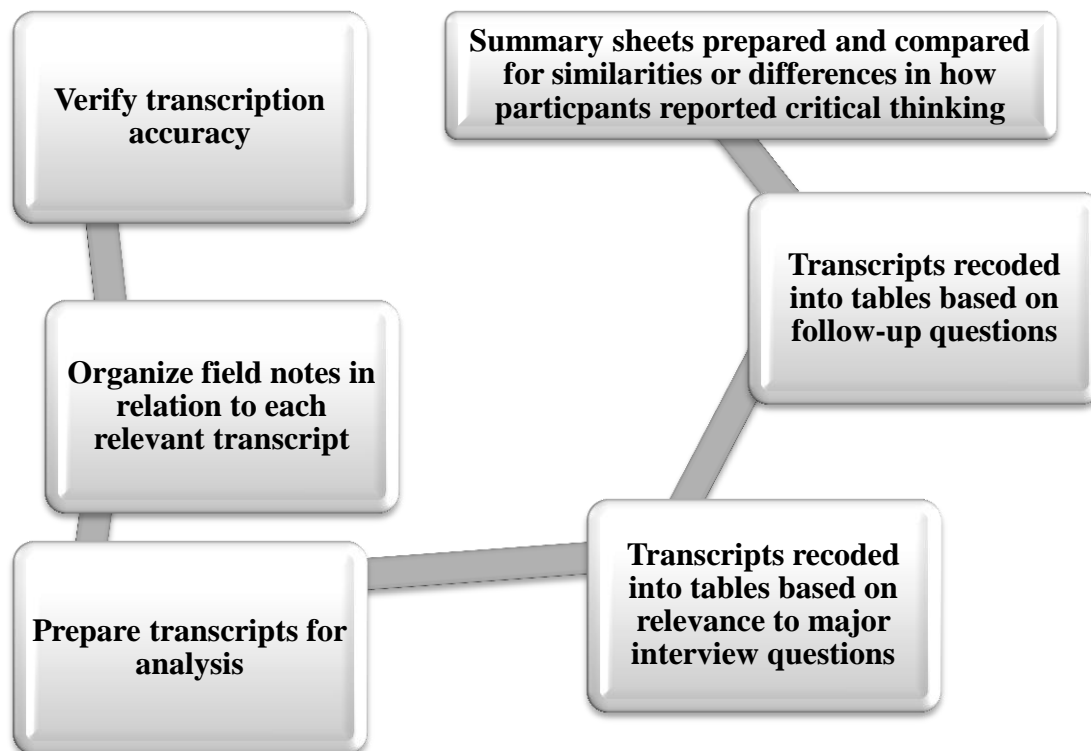 Verify transcription
accuracy
Organize field notes in
relation to each
relevant transcript
Prepare transcripts for
analysis
Transcripts recoded
into tables based on
relevance to major
interview questions
Transcripts recoded
into tables based on
follow-up questions
Summary sheets prepared and compared
for similarities or differences in how
particpants reported critical thinking